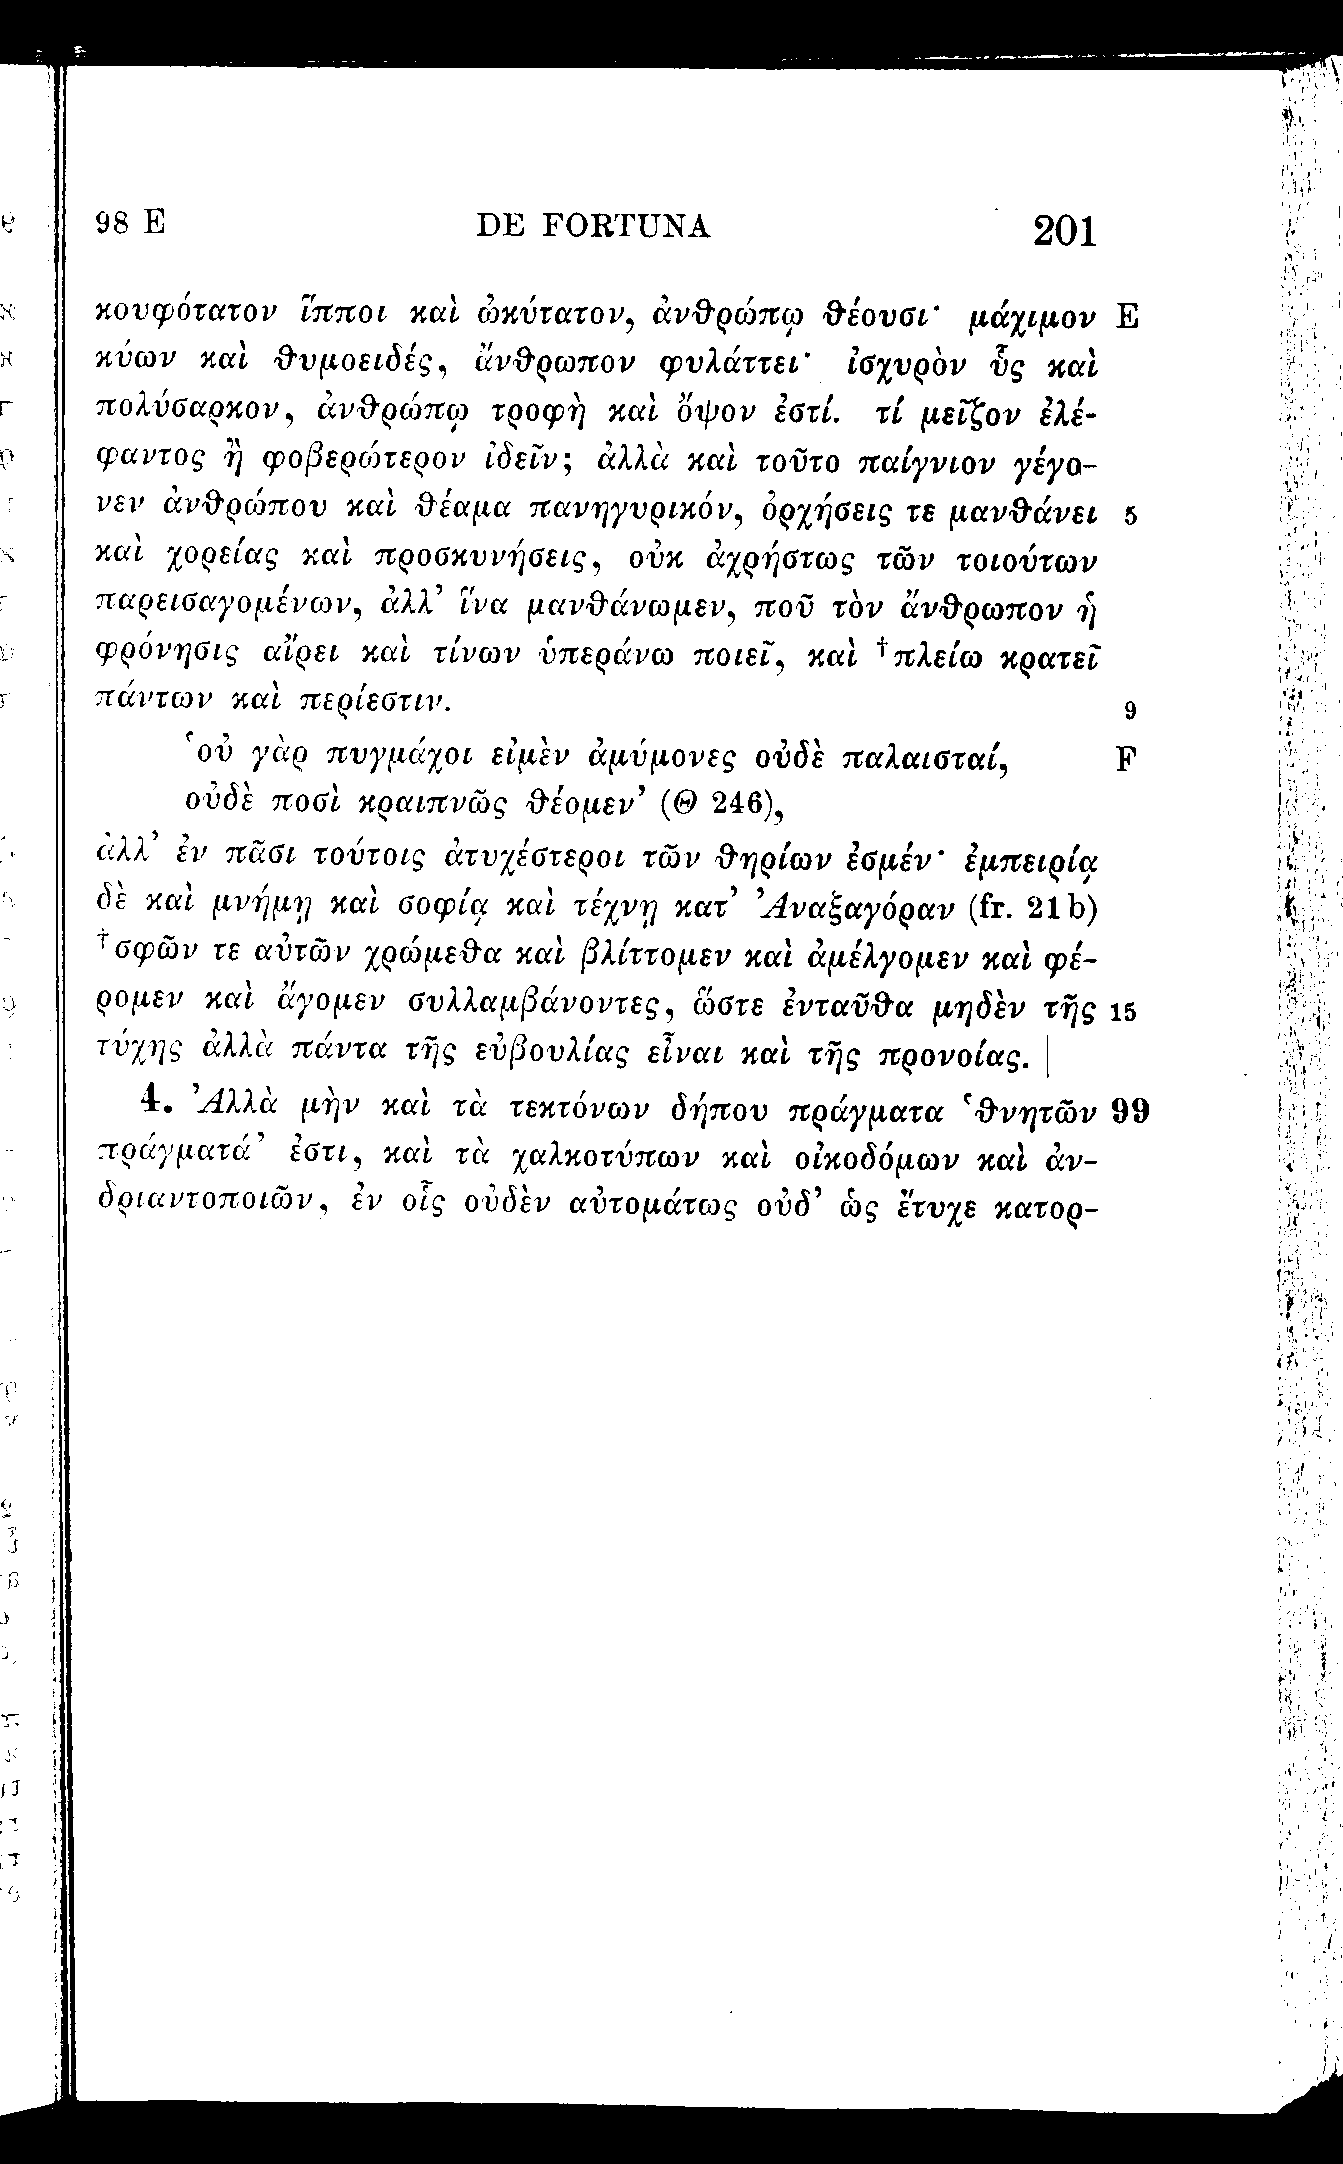 98 E DE FORTUNA 201
κουφότατον ἵπποι καὶ ὠκύτατον, ἀνθρώπῳ θέουσι· μάχιμον E
κύων καὶ θυμοειδές, ἄνθρωπον φυλάττει· ἰσχυρὸν ὗς καὶ
πολύσαρκον, ἀνθρώπῳ τροφὴ καὶ ὄψον ἐστί. τί μεῖζον ἐλέ-
φαντος ἢ φοβερώτερον ἰδεῖν; ἀλλὰ καὶ τοῦτο παίγνιον γέγο-
νεν ἀνθρώπου καὶ θέαμα πανηγυρικόν, ὀρχήσεις τε μανθάνει 5
καὶ χορείας καὶ προσκυνήσεις, οὐκ ἀχρήστως τῶν τοιούτων
παρεισαγομένων, ἀλλ’ ἵνα μανθάνωμεν, ποῦ τὸν ἄνθρωπον ἡ
φρόνησις αἴρει καὶ τίνων ὑπεράνω ποιεῖ, καὶ †πλείω κρατεῖ
πάντων καὶ περίεστιν. 9
‘οὐ γὰρ πυγμάχοι εἰμὲν ἀμύμονες οὐδὲ παλαισταί, F
οὐδὲ ποσὶ κραιπνῶς θέομεν’ (Θ 246),
ἀλλ’ ἐν πᾶσι τούτοις ἀτυχέστεροι τῶν θηρίων ἐσμέν· ἐμπειρίᾳ
δὲ καὶ μνήμῃ καὶ σοφίᾳ καὶ τέχνῃ κατ’ Ἀναξαγόραν (fr. 21b)
†σφῶν τε αὐτῶν χρώμεθα καὶ βλίττομεν καὶ ἀμέλγομεν καὶ φέ-
ρομεν καὶ ἄγομεν συλλαμβάνοντες, ὥστε ἐνταῦθα μηδὲν τῆς 15
τύχης ἀλλὰ πάντα τῆς εὐβουλίας εἶναι καὶ τῆς προνοίας. |
4. Ἀλλὰ μὴν καὶ τὰ τεκτόνων δήπου πράγματα ‘θνητῶν 99
πράγματά’ ἐστι, καὶ τὰ χαλκοτύπων καὶ οἰκοδόμων καὶ ἀν-
δριαντοποιῶν, ἐν οἷς οὐδὲν αὐτομάτως οὐδ’ ὡς ἔτυχε κατορ-